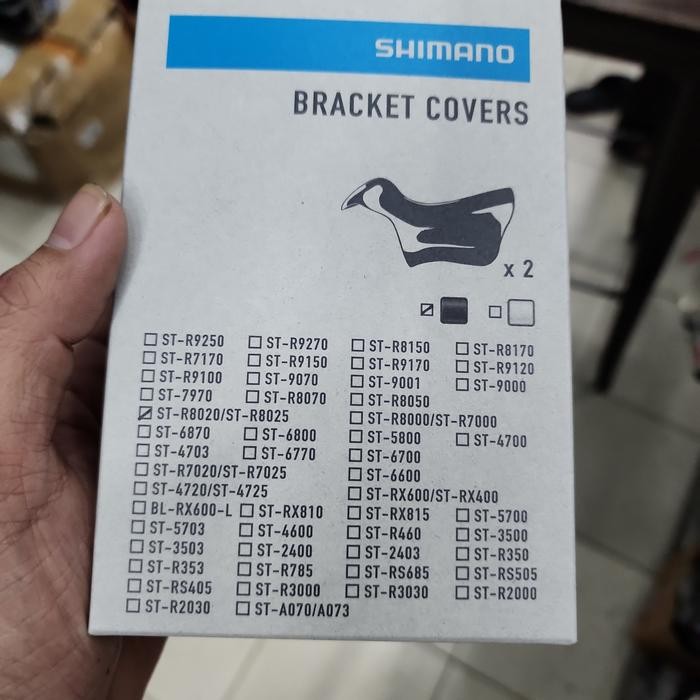 SHIMANO
BRACKET COVERS
x 2
ST-R9250 ST-R9270 ST-R8150 ST-R8170
ST-R7170 ST-R9150 ST-R9170 ST-R9120
ST-R9100 ST-9070 ST-9001 ST-9000
ST-7970 ST-R8070 ST-R8050
ST-R8020/ST-R8025 ST-R8000/ST-R7000
ST-6870 ST-6800 ST-5800 ST-4700
ST-4703 ST-6770 ST-6700
ST-R7020/ST-R7025 ST-6600
ST-4720/ST-4725 ST-RX600/ST-RX400
BL-RX600-L ST-RX810 ST-RX815 ST-5700
ST-5703 ST-4600 ST-R460 ST-3500
ST-3503 ST-2400 ST-2403 ST-R350
ST-R353 ST-R785 ST-RS685 ST-RS505
ST-RS405 ST-R3000 ST-R3030 ST-R2000
ST-R2030 ST-A070/A073